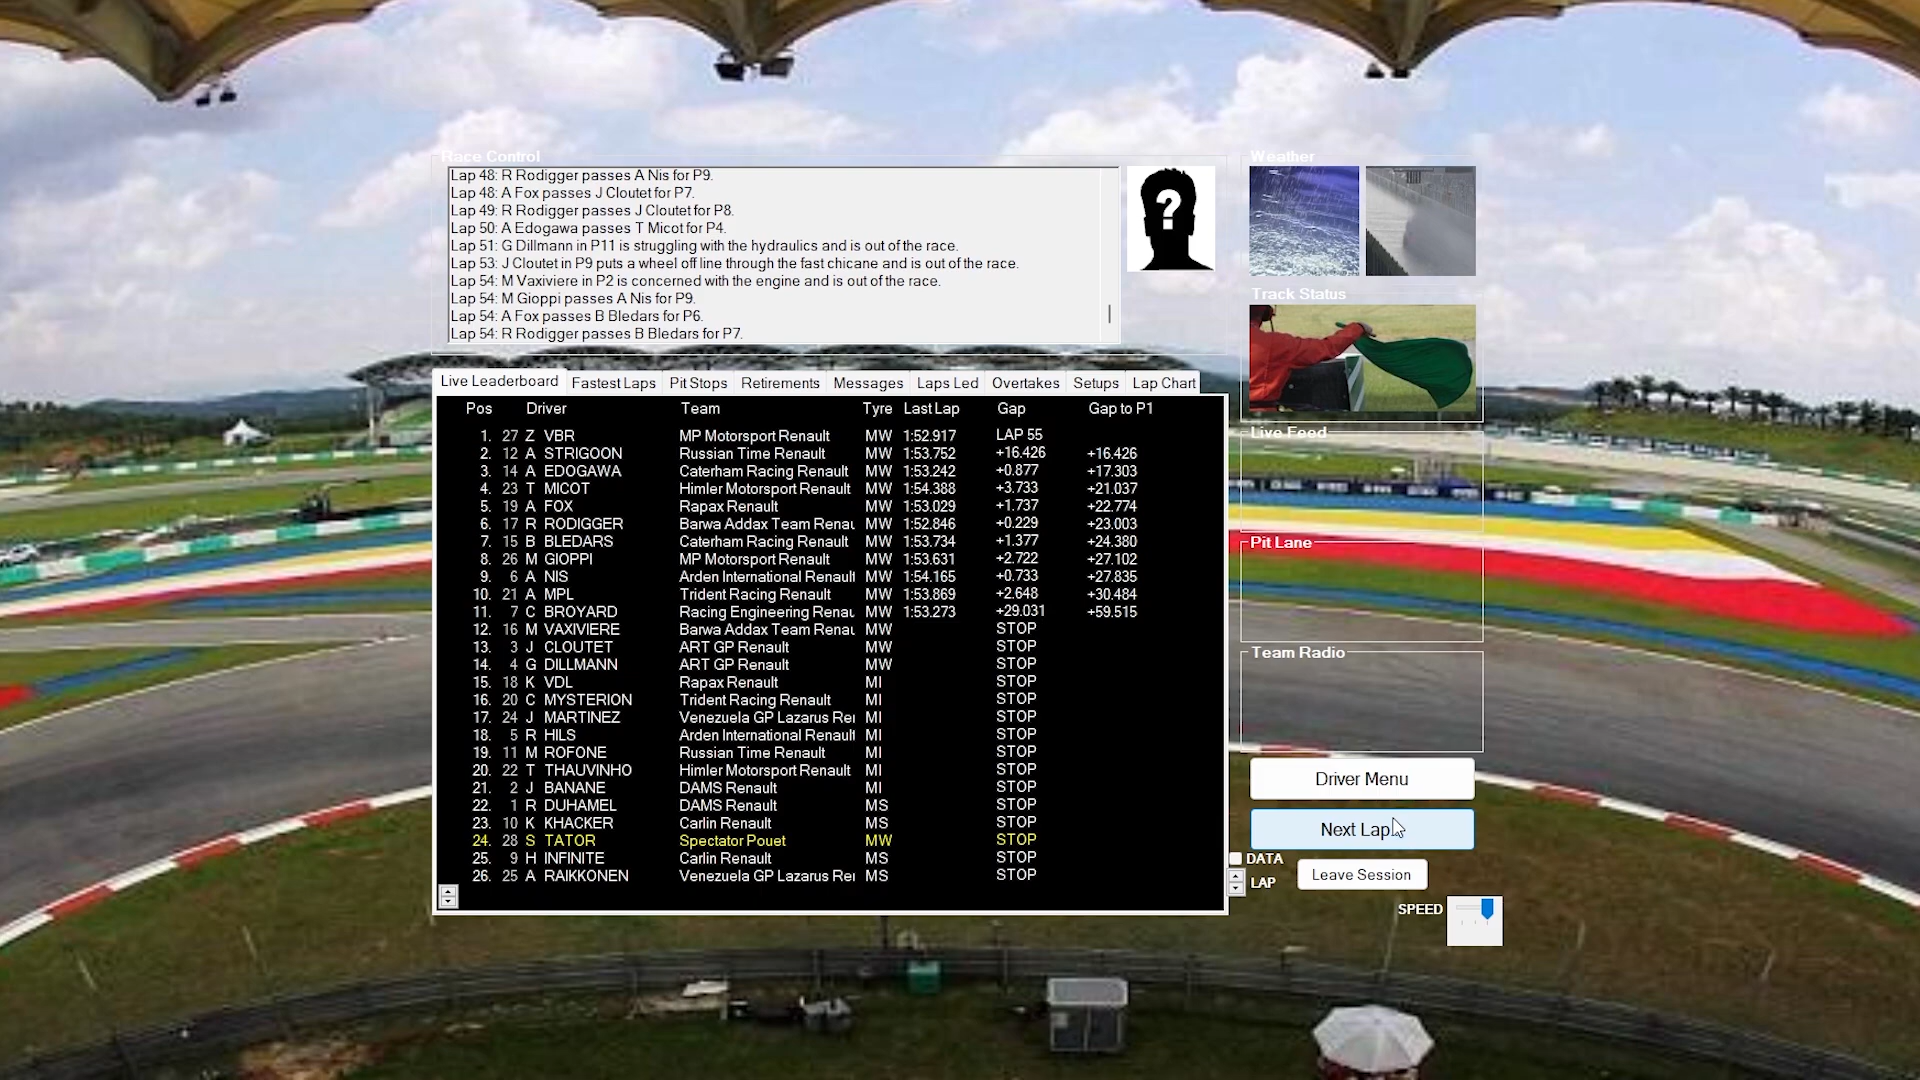 Race Control
Lap 48: R Rodigger passes A Nis for P9.
Lap 48: A Fox passes J Cloutet for P7.
Lap 49: R Rodigger passes J Cloutet for P8.
Lap 50: A Edogawa passes T Micot for P4.
Lap 51: G Dillmann in P11 is struggling with the hydraulics and is out of the race.
Lap 53: J Cloutet in P9 puts a wheel off line through the fast chicane and is out of the race.
Lap 54: M Vaxiviere in P2 is concerned with the engine and is out of the race.
Lap 54: M Gioppi passes A Nis for P9.
Lap 54: A Fox passes B Bledars for P6.
Lap 54: R Rodigger passes B Bledars for P7.
?
Weather
Track Status
Live Leaderboard Fastest Laps Pit Stops Retirements Messages Laps Led Overtakes Setups Lap Chart
Pos Driver Team Tyre Last Lap Gap Gap to P1
1. 27 Z VBR MP Motorsport Renault MW 1:52.917 LAP 55
2. 12 A STRIGOON Russian Time Renault MW 1:53.752 +16.426 +16.426
3. 14 A EDOGAWA Caterham Racing Renault MW 1:53.242 +0.877 +17.303
4. 23 T MICOT Himler Motorsport Renault MW 1:54.388 +3.733 +21.037
5. 19 A FOX Rapax Renault MW 1:53.029 +1.737 +22.774
6. 17 R RODIGGER Barwa Addax Team Renau MW 1:52.846 +0.229 +23.003
7. 15 B BLEDARS Caterham Racing Renault MW 1:53.734 +1.377 +24.380
8. 26 M GIOPPI MP Motorsport Renault MW 1:53.631 +2.722 +27.102
9. 6 A NIS Arden International Renault MW 1:54.165 +0.733 +27.835
10. 21 A MPL Trident Racing Renault MW 1:53.869 +2.648 +30.484
11. 7 C BROYARD Racing Engineering Renau MW 1:53.273 +29.031 +59.515
12. 16 M VAXIVIERE Barwa Addax Team Renau MW STOP
13. 3 J CLOUTET ART GP Renault MW STOP
14. 4 G DILLMANN ART GP Renault MW STOP
15. 18 K VDL Rapax Renault MI STOP
16. 20 C MYSTERION Trident Racing Renault MI STOP
17. 24 J MARTINEZ Venezuela GP Lazarus Rei MI STOP
18. 5 R HILS Arden International Renault MI STOP
19. 11 M ROFONE Russian Time Renault MI STOP
20. 22 T THAUVINHO Himler Motorsport Renault MI STOP
21. 2 J BANANE DAMS Renault MI STOP
22. 1 R DUHAMEL DAMS Renault MS STOP
23. 10 K KHACKER Carlin Renault MS STOP
24. 28 S TATOR Spectator Pouet MW STOP
25. 9 H INFINITE Carlin Renault MS STOP
26. 25 A RAIKKONEN Venezuela GP Lazarus Rei MS STOP
Live Feed
Pit Lane
Team Radio
Driver Menu
Next Lap
DATA
LAP
Leave Session
SPEED